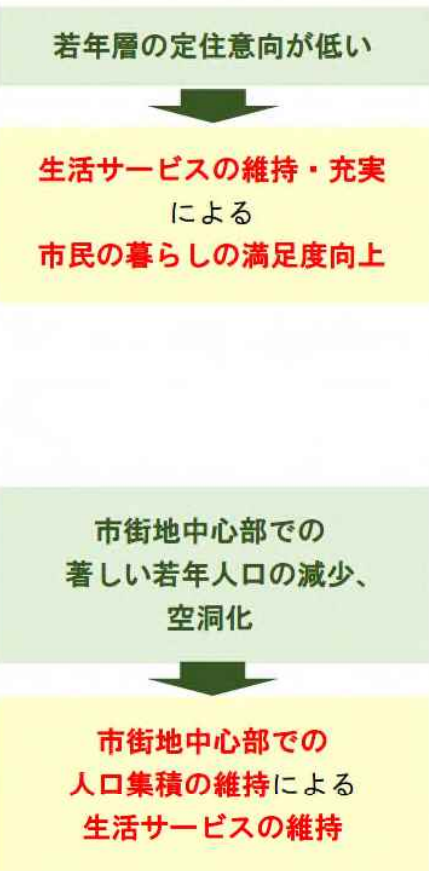 若年層の定住意向が低い
生活サービスの維持・充実
による
市民の暮らしの満足度向上
市街地中心部での
著しい若年人口の減少、
空洞化
市街地中心部での
人口集積の維持による
生活サービスの維持